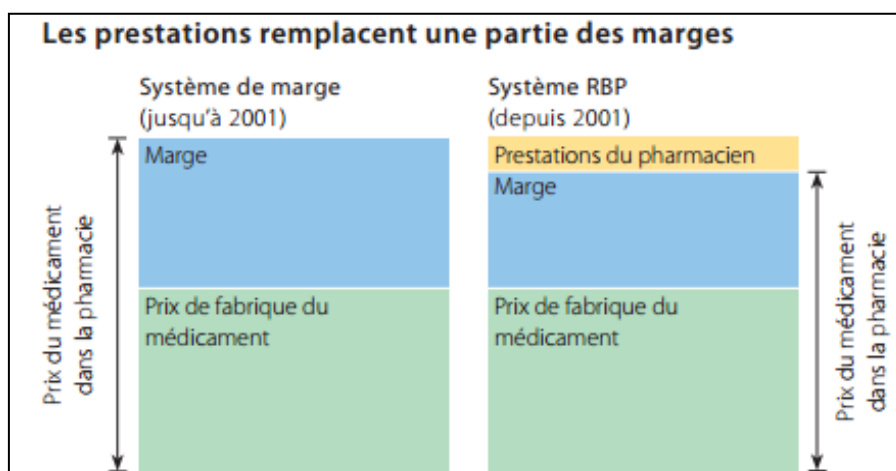 Les prestations remplacent une partie des marges
Système de marge
(jusqu'à 2001)
Système RBP
(depuis 2001)
Prix du médicament
dans la pharmacie
Marge
Prix de fabrique du
médicament
Prestations du pharmacien
Marge
Prix de fabrique du
médicament
Prix du médicament
dans la pharmacie